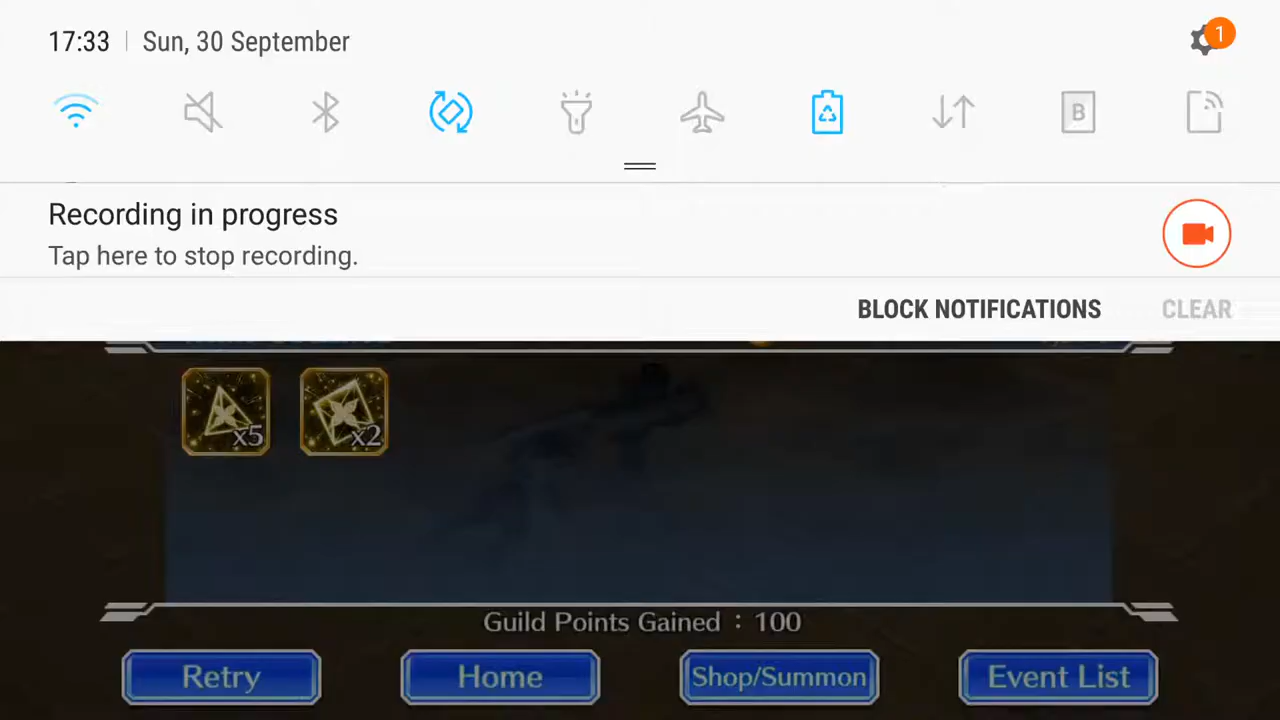 17:33 | Sun, 30 September
1
B
Recording in progress
Tap here to stop recording.
BLOCK NOTIFICATIONS CLEAR
x5 x2
Guild Points Gained : 100
Retry Home Shop/Summon Event List